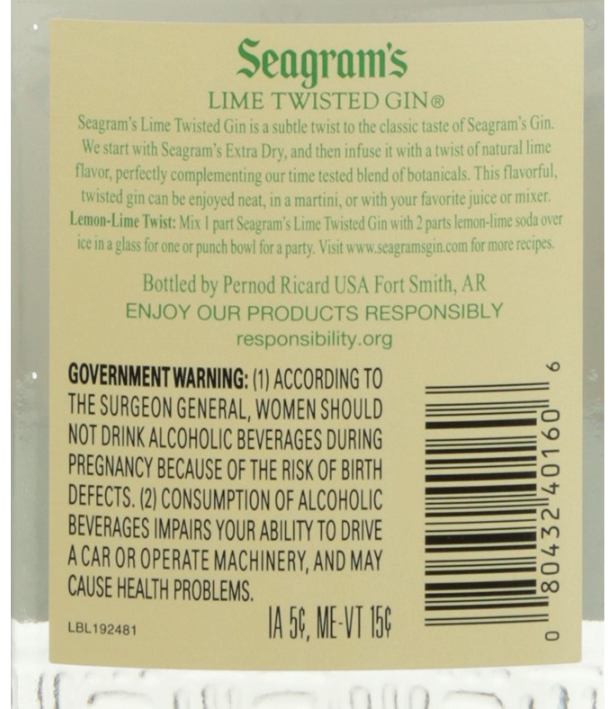 Seagram's
LIME TWISTED GIN®
Seagram's Lime Twisted Gin is a subtle twist to the classic taste of Seagram's Gin.
We start with Seagram's Extra Dry, and then infuse it with a twist of natural lime
flavor, perfectly complementing our time tested blend of botanicals. This flavorful,
twisted gin can be enjoyed neat, in a martini, or with your favorite juice or mixer.
Lemon-Lime Twist: Mix 1 part Seagram's Lime Twisted Gin with 2 parts lemon-lime soda over
ice in a glass for one or punch bowl for a party. Visit www.seagramsgin.com for more recipes.
Bottled by Pernod Ricard USA Fort Smith, AR
ENJOY OUR PRODUCTS RESPONSIBLY
responsibility.org
GOVERNMENT WARNING: (1) ACCORDING TO
THE SURGEON GENERAL, WOMEN SHOULD
NOT DRINK ALCOHOLIC BEVERAGES DURING
PREGNANCY BECAUSE OF THE RISK OF BIRTH
DEFECTS. (2) CONSUMPTION OF ALCOHOLIC
BEVERAGES IMPAIRS YOUR ABILITY TO DRIVE
A CAR OR OPERATE MACHINERY, AND MAY
CAUSE HEALTH PROBLEMS.
LBL192481
IA 5¢, ME-VT 15¢
0 80432 40160 6